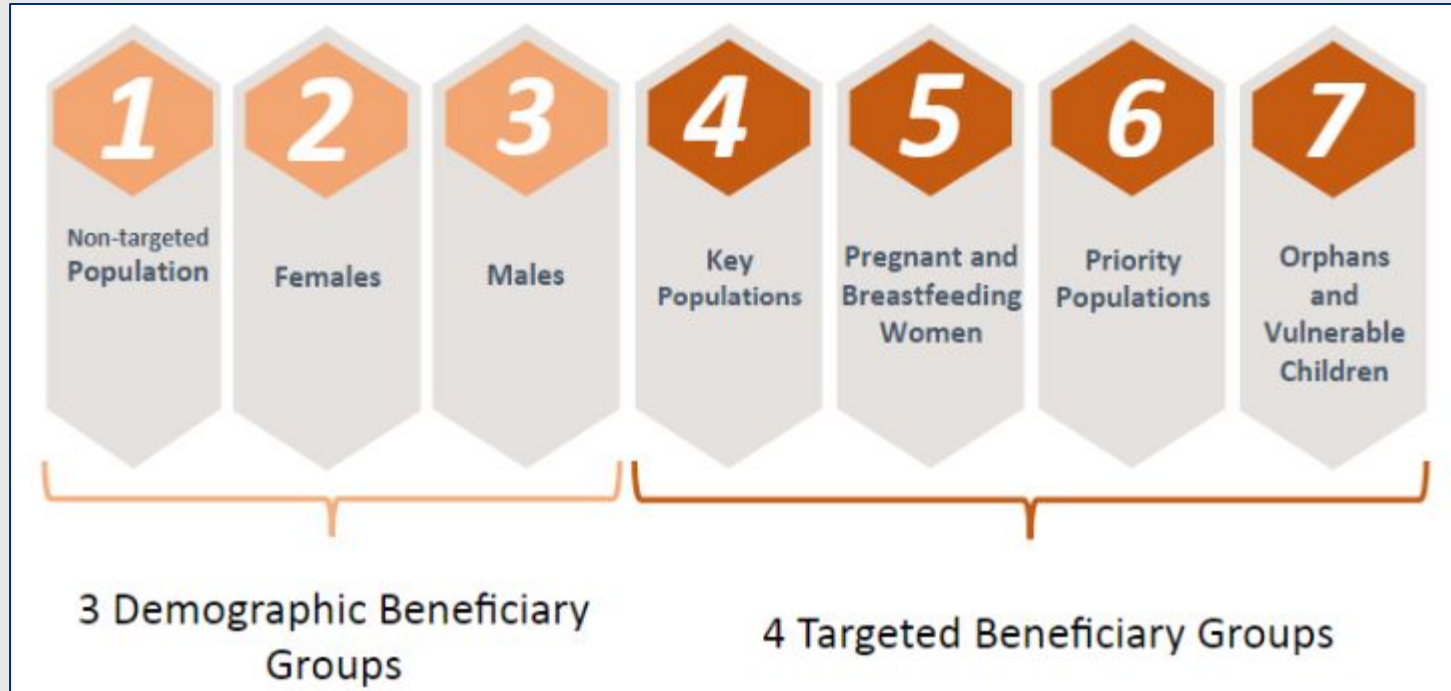 1
Non-targeted
Population
2
Females
3
Males
4
Key
Populations
5
Pregnant and
Breastfeeding
Women
6
Priority
Populations
7
Orphans
and
Vulnerable
Children
3 Demographic Beneficiary
Groups
4 Targeted Beneficiary Groups